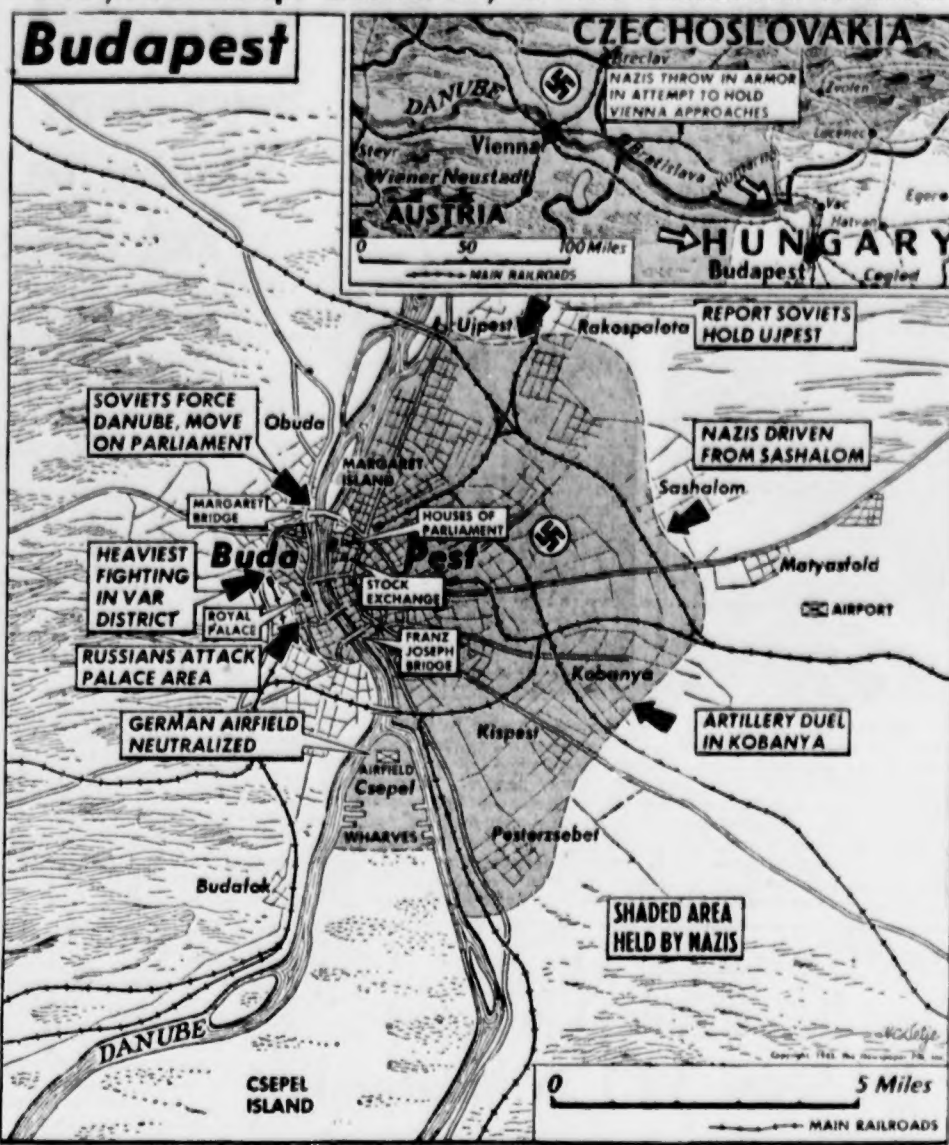 Budapest
CZECHOSLOVAKIA
Breclav
NAZIS THROW IN ARMOR
IN ATTEMPT TO HOLD
VIENNA APPROACHES
Zvolen
DANUBE
Lucenec
Steyr
Vienna
Bratislava
Komarno
Wiener Neustadt
Vac
Eger
Hatvan
AUSTRIA
HUNGARY
0 50 100 Miles
Budapest
MAIN RAILROADS
Cegled
Ujpest
Rakospalota
REPORT SOVIETS
HOLD UJPEST
SOVIETS FORCE
DANUBE, MOVE
ON PARLIAMENT
Obuda
MARGARET
ISLAND
NAZIS DRIVEN
FROM SASHALOM
Sashalom
MARGARET
BRIDGE
HOUSES OF
PARLIAMENT
HEAVIEST
FIGHTING
IN VAR
DISTRICT
Buda
Pest
STOCK
EXCHANGE
Matyasfold
AIRPORT
ROYAL
PALACE
FRANZ
JOSEPH
BRIDGE
RUSSIANS ATTACK
PALACE AREA
Kobanya
GERMAN AIRFIELD
NEUTRALIZED
Kispest
ARTILLERY DUEL
IN KOBANYA
AIRFIELD
Csepel
WHARVES
Pesterzsebet
Budafok
SHADED AREA
HELD BY NAZIS
DANUBE
CSEPEL
ISLAND
0 5 Miles
MAIN RAILROADS